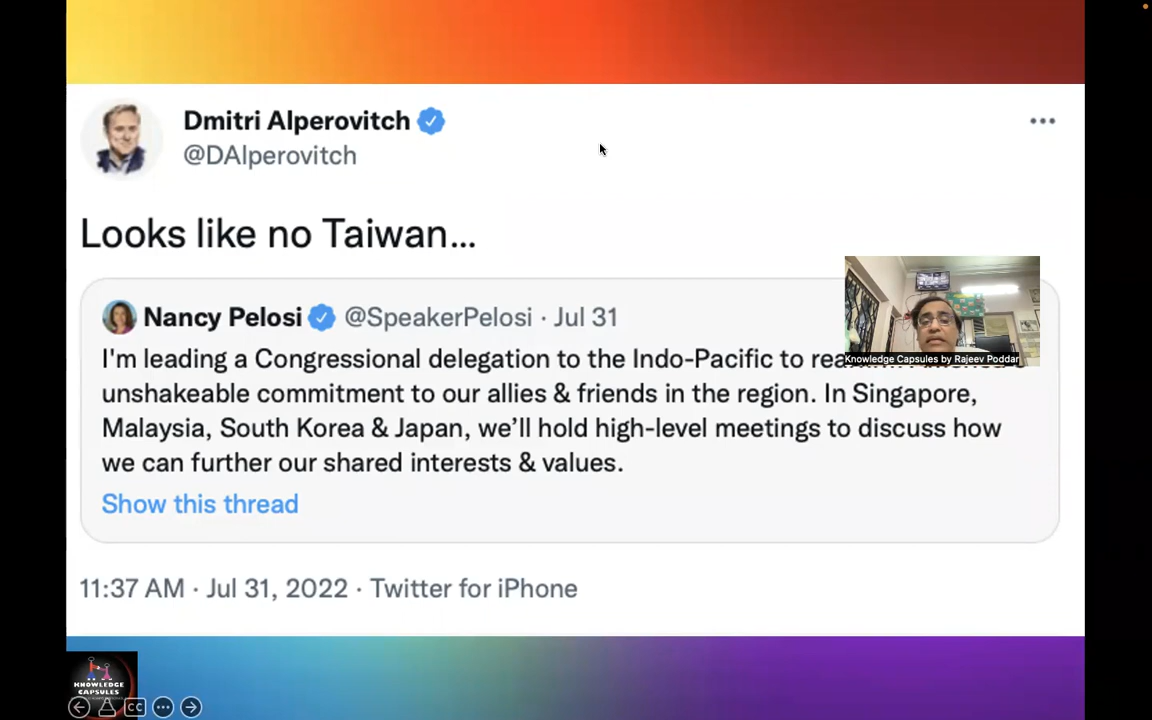 Dmitri Alperovitch
@DAlperovitch
Looks like no Taiwan...
Nancy Pelosi @SpeakerPelosi · Jul 31
I'm leading a Congressional delegation to the Indo-Pacific to
unshakeable commitment to our allies & friends in the region. In Singapore,
Malaysia, South Korea & Japan, we'll hold high-level meetings to discuss how
we can further our shared interests & values.
Show this thread
11:37 AM · Jul 31, 2022 · Twitter for iPhone
Knowledge Capsules by Rajeev Poddar
KNOWLEDGE
CAPSULES
CC